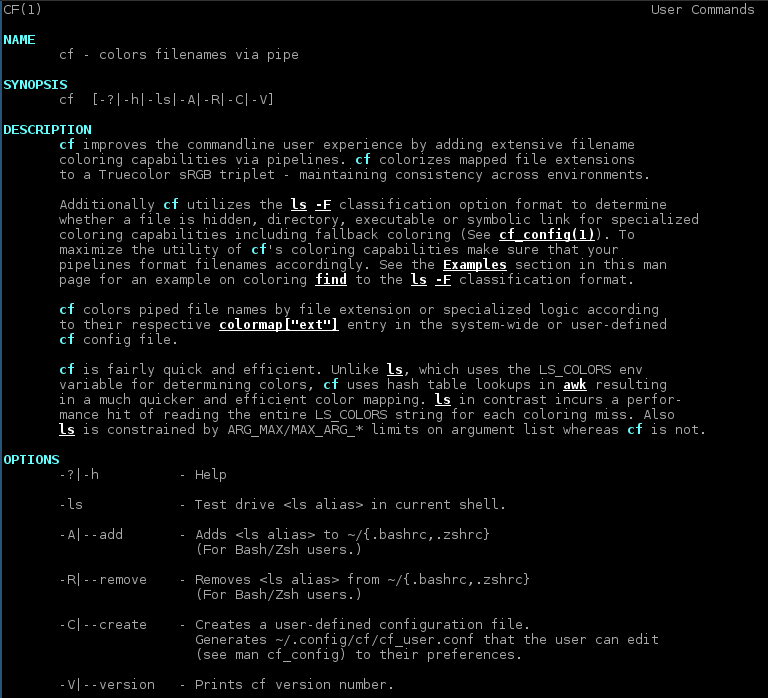 CF(1) User Commands
NAME
cf - colors filenames via pipe
SYNOPSIS
cf [-?|-h|-ls|-A|-R|-C|-V]
DESCRIPTION
cf improves the commandline user experience by adding extensive filename
coloring capabilities via pipelines. cf colorizes mapped file extensions
to a Truecolor sRGB triplet - maintaining consistency across environments.
Additionally cf utilizes the ls -F classification option format to determine
whether a file is hidden, directory, executable or symbolic link for specialized
coloring capabilities including fallback coloring (See cf_config(1)). To
maximize the utility of cf's coloring capabilities make sure that your
pipelines format filenames accordingly. See the Examples section in this man
page for an example on coloring find to the ls -F classification format.
cf colors piped file names by file extension or specialized logic according
to their respective colormap["ext"] entry in the system-wide or user-defined
cf config file.
cf is fairly quick and efficient. Unlike ls, which uses the LS_COLORS env
variable for determining colors, cf uses hash table lookups in awk resulting
in a much quicker and efficient color mapping. ls in contrast incurs a perfor-
mance hit of reading the entire LS_COLORS string for each coloring miss. Also
ls is constrained by ARG_MAX/MAX_ARG_* limits on argument list whereas cf is not.
OPTIONS
-?|-h - Help
-ls - Test drive <ls alias> in current shell.
-A|--add - Adds <ls alias> to ~/{.bashrc,.zshrc}
(For Bash/Zsh users.)
-R|--remove - Removes <ls alias> from ~/{.bashrc,.zshrc}
(For Bash/Zsh users.)
-C|--create - Creates a user-defined configuration file.
Generates ~/.config/cf/cf_user.conf that the user can edit
(see man cf_config) to their preferences.
-V|--version - Prints cf version number.